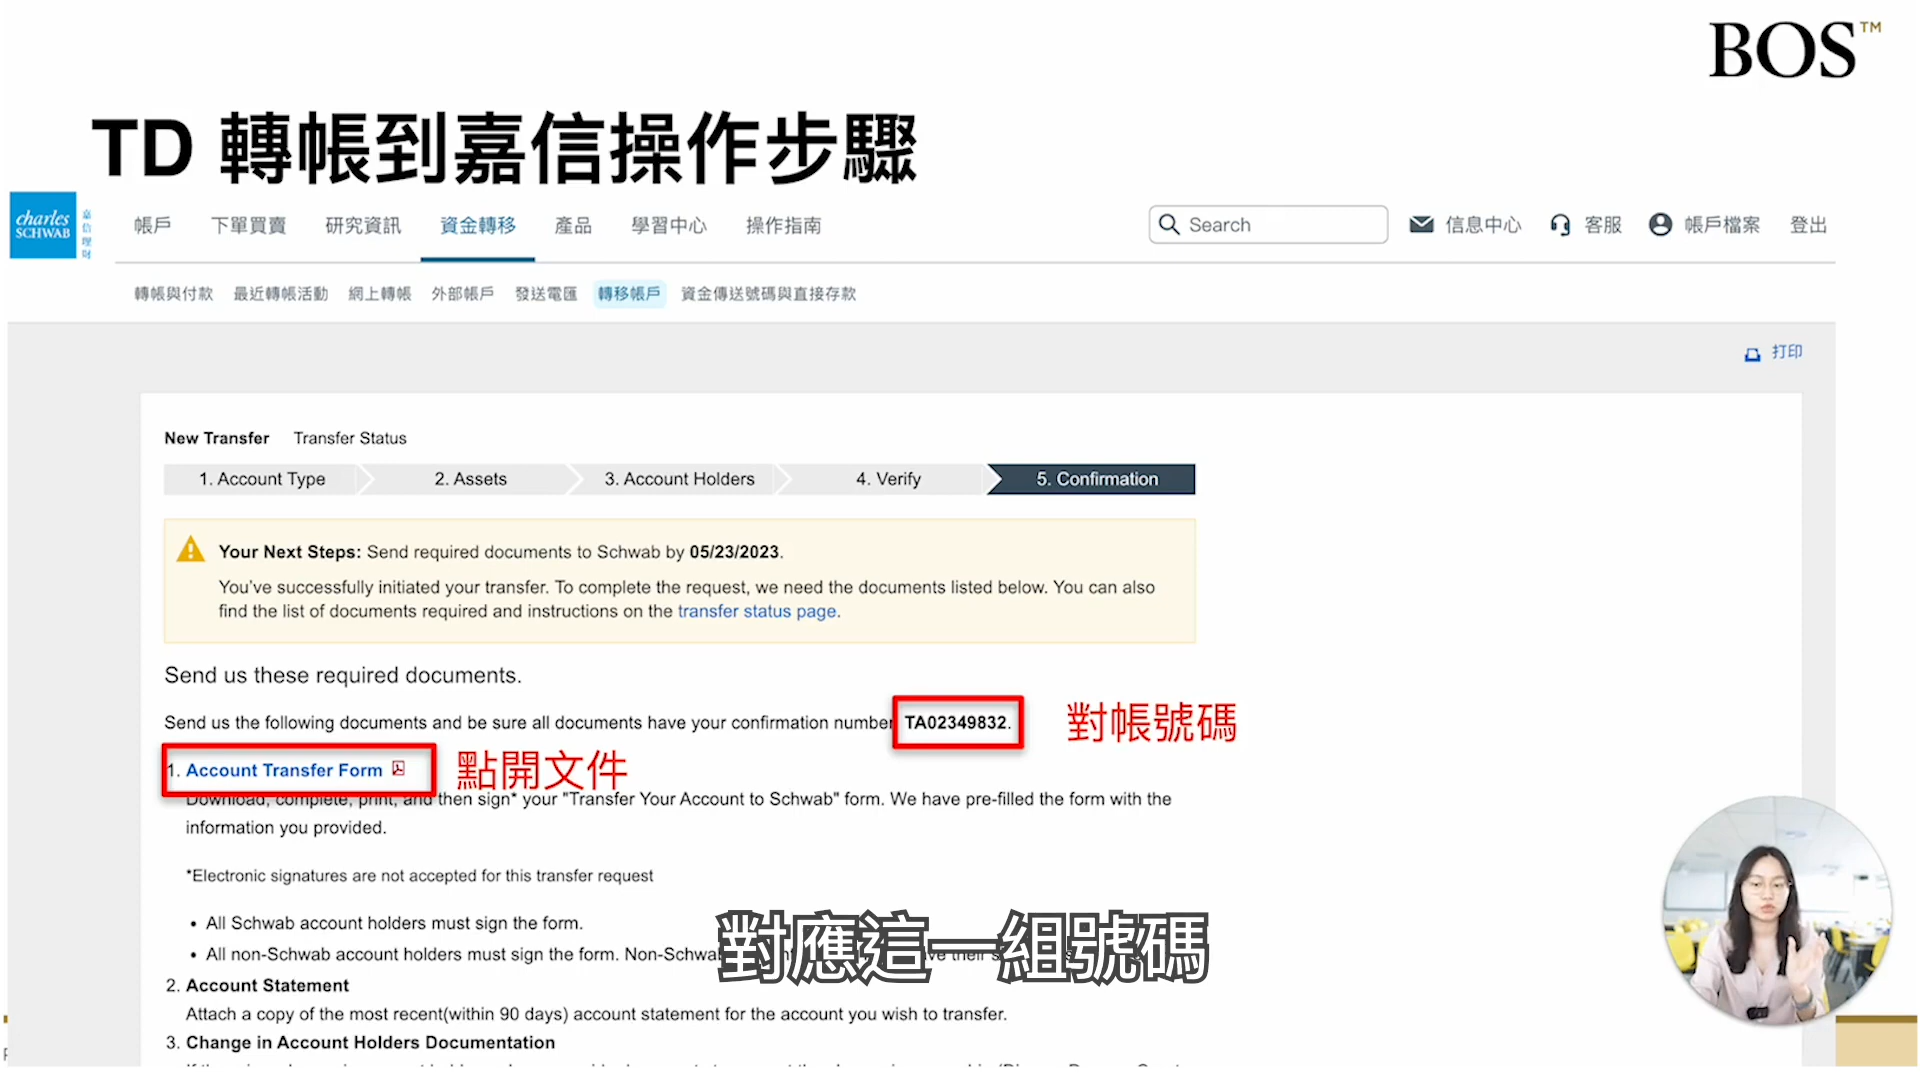 BOS™
TD 轉帳到嘉信操作步驟
charles SCHWAB 嘉信理財
帳戶 下單買賣 研究資訊 資金轉移 產品 學習中心 操作指南 Search 信息中心 客服 帳戶檔案 登出
轉帳與付款 最近轉帳活動 網上轉帳 外部帳戶 發送電匯 轉移帳戶 資金傳送號碼與直接存款
打印
New Transfer Transfer Status
1. Account Type 2. Assets 3. Account Holders 4. Verify 5. Confirmation
Your Next Steps: Send required documents to Schwab by 05/23/2023.
You've successfully initiated your transfer. To complete the request, we need the documents listed below. You can also
find the list of documents required and instructions on the transfer status page.
Send us these required documents.
Send us the following documents and be sure all documents have your confirmation number TA02349832. 對帳號碼
1. Account Transfer Form 點開文件
Download, complete, print, and then sign* your "Transfer Your Account to Schwab" form. We have pre-filled the form with the
information you provided.
*Electronic signatures are not accepted for this transfer request
• All Schwab account holders must sign the form.
• All non-Schwab account holders must sign the form. Non-Schwa
對應這一組號碼
2. Account Statement
Attach a copy of the most recent(within 90 days) account statement for the account you wish to transfer.
3. Change in Account Holders Documentation